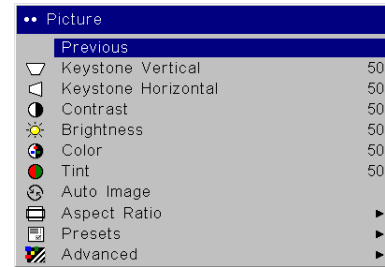 •• Picture
Previous
Keystone Vertical 50
Keystone Horizontal 50
Contrast 50
Brightness 50
Color 50
Tint 50
Auto Image
Aspect Ratio
Presets
Advanced